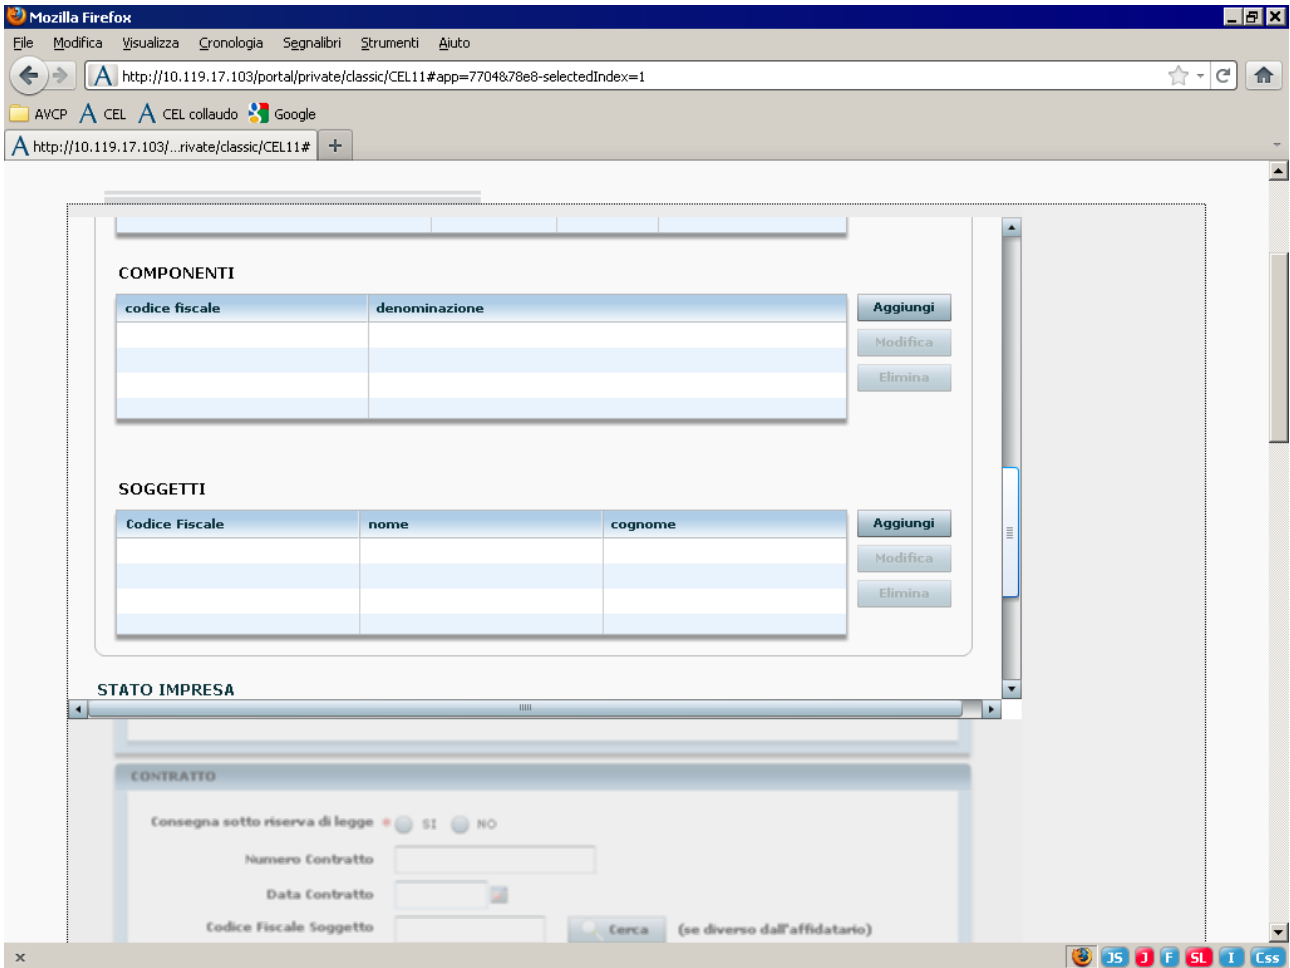 Mozilla Firefox
File Modifica Visualizza Cronologia Segnalibri Strumenti Aiuto
http://10.119.17.103/portal/private/classic/CEL11#app=7704&78e8-selectedIndex=1
AVCP CEL CEL collaudo Google
http://10.119.17.103/...rivate/classic/CEL11#
COMPONENTI
codice fiscale denominazione Aggiungi
Modifica
Elimina
SOGGETTI
Codice Fiscale nome cognome Aggiungi
Modifica
Elimina
STATO IMPRESA
CONTRATTO
Consegna sotto riserva di legge * SI NO
Numero Contratto
Data Contratto
Codice Fiscale Soggetto Cerca (se diverso dall'affidatario)
x JS J F SL I Css